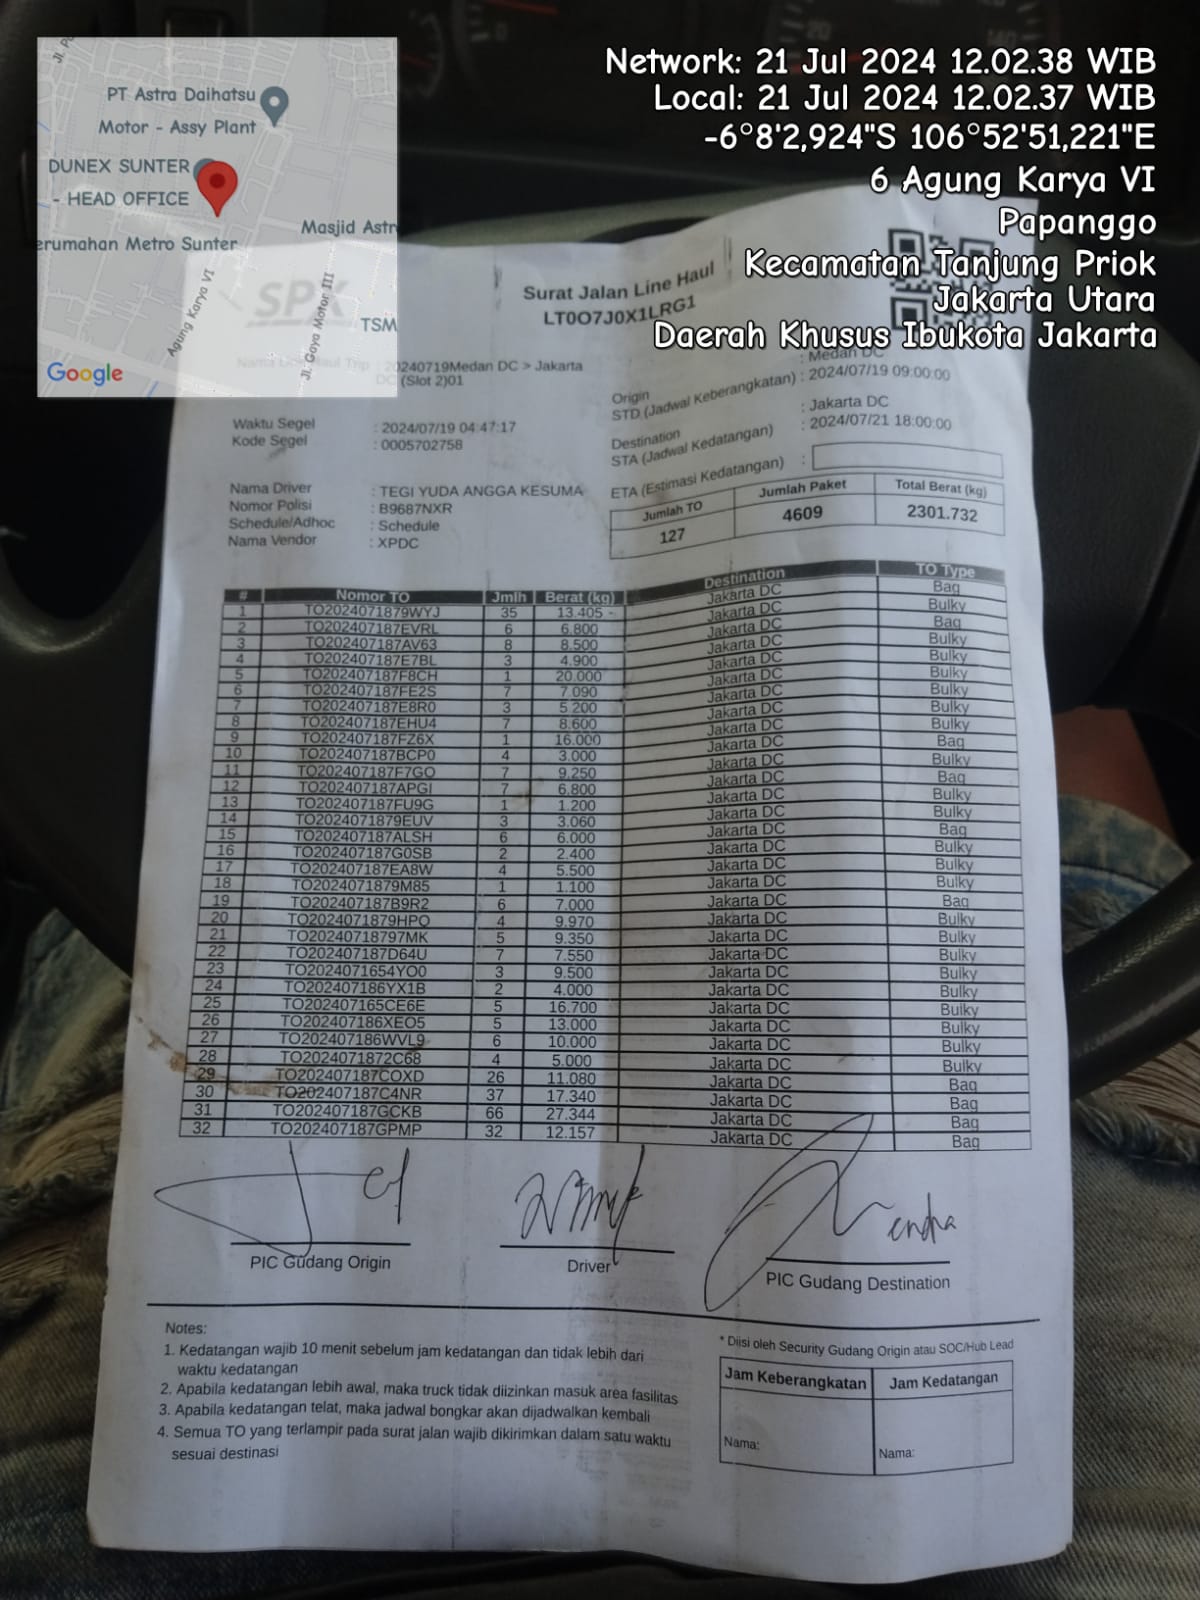 Network: 21 Jul 2024 12.02.38 WIB
Local: 21 Jul 2024 12.02.37 WIB
-6°8'2,924"S 106°52'51,221"E
6 Agung Karya VI
Papanggo
Kecamatan Tanjung Priok
Jakarta Utara
Daerah Khusus Ibukota Jakarta
PT Astra Daihatsu
Motor - Assy Plant
DUNEX SUNTER
- HEAD OFFICE
Masjid Astr
erumahan Metro Sunter
Agung Karya VI
Jl. Gaya Motor III
TSM
Google
SPX
Surat Jalan Line Haul
LT0O7J0X1LRG1
Trip : 20240719Medan DC > Jakarta
DC (Slot 2)01
Waktu Segel : 2024/07/19 04:47:17
Kode Segel : 0005702758
Nama Driver : TEGI YUDA ANGGA KESUMA
Nomor Polisi : B9687NXR
Schedule/Adhoc : Schedule
Nama Vendor : XPDC
Origin : Medan DC
STD (Jadwal Keberangkatan) : 2024/07/19 09:00:00
Destination : Jakarta DC
STA (Jadwal Kedatangan) : 2024/07/21 18:00:00
ETA (Estimasi Kedatangan) :
Jumlah TO Jumlah Paket Total Berat (kg)
127 4609 2301.732
# Nomor TO Jmlh Berat (kg) Destination TO Type
1 TO2024071879WYJ 35 13.405 - Jakarta DC Bag
2 TO202407187EVRL 6 6.800 Jakarta DC Bulky
3 TO202407187AV63 8 8.500 Jakarta DC Bag
4 TO202407187E7BL 3 4.900 Jakarta DC Bulky
5 TO202407187F8CH 1 20.000 Jakarta DC Bulky
6 TO202407187FE2S 7 7.090 Jakarta DC Bulky
7 TO202407187E8R0 3 5.200 Jakarta DC Bulky
8 TO202407187EHU4 7 8.600 Jakarta DC Bulky
9 TO202407187FZ6X 1 16.000 Jakarta DC Bulky
10 TO202407187BCP0 4 3.000 Jakarta DC Bag
11 TO202407187F7GO 7 9.250 Jakarta DC Bulky
12 TO202407187APGI 7 6.800 Jakarta DC Bag
13 TO202407187FU9G 1 1.200 Jakarta DC Bulky
14 TO2024071879EUV 3 3.060 Jakarta DC Bulky
15 TO202407187ALSH 6 6.000 Jakarta DC Bag
16 TO202407187G0SB 2 2.400 Jakarta DC Bulky
17 TO202407187EA8W 4 5.500 Jakarta DC Bulky
18 TO2024071879M85 1 1.100 Jakarta DC Bulky
19 TO202407187B9R2 6 7.000 Jakarta DC Bag
20 TO2024071879HPQ 4 9.970 Jakarta DC Bulky
21 TO20240718797MK 5 9.350 Jakarta DC Bulky
22 TO202407187D64U 7 7.550 Jakarta DC Bulky
23 TO2024071654YO0 3 9.500 Jakarta DC Bulky
24 TO202407186YX1B 2 4.000 Jakarta DC Bulky
25 TO202407165CE6E 5 16.700 Jakarta DC Bulky
26 TO202407186XEO5 5 13.000 Jakarta DC Bulky
27 TO202407186WVL9 6 10.000 Jakarta DC Bulky
28 TO2024071872C68 4 5.000 Jakarta DC Bulky
29 TO202407187COXD 26 11.080 Jakarta DC Bag
30 TO202407187C4NR 37 17.340 Jakarta DC Bag
31 TO202407187GCKB 66 27.344 Jakarta DC Bag
32 TO202407187GPMP 32 12.157 Jakarta DC Bag
endra
PIC Gudang Origin
Driver
PIC Gudang Destination
Notes:
1. Kedatangan wajib 10 menit sebelum jam kedatangan dan tidak lebih dari
waktu kedatangan
2. Apabila kedatangan lebih awal, maka truck tidak diizinkan masuk area fasilitas
3. Apabila kedatangan telat, maka jadwal bongkar akan dijadwalkan kembali
4. Semua TO yang terlampir pada surat jalan wajib dikirimkan dalam satu waktu
sesuai destinasi
* Diisi oleh Security Gudang Origin atau SOC/Hub Lead
Jam Keberangkatan Jam Kedatangan
Nama: Nama: